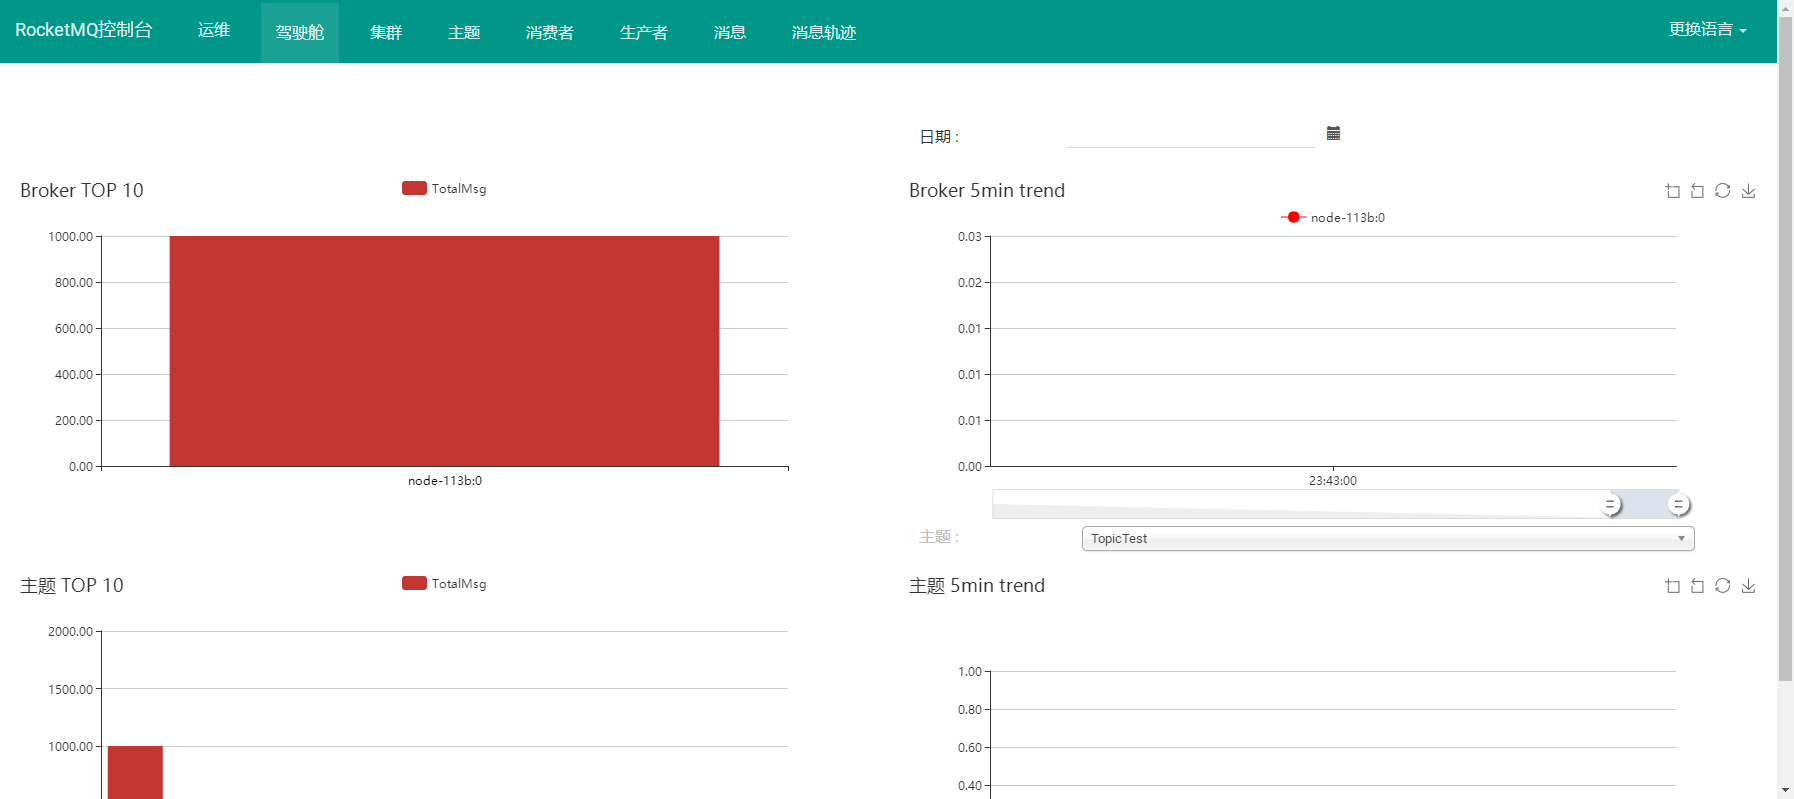 RocketMQ控制台 运维 驾驶舱 集群 主题 消费者 生产者 消息 消息轨迹 更换语言
日期 :
Broker TOP 10
TotalMsg
1000.00
800.00
600.00
400.00
200.00
0.00
node-113b:0
Broker 5min trend
node-113b:0
0.03
0.02
0.01
0.01
0.01
0.00
23:43:00
主题 :
TopicTest
主题 TOP 10
TotalMsg
2000.00
1500.00
1000.00
主题 5min trend
1.00
0.80
0.60
0.40